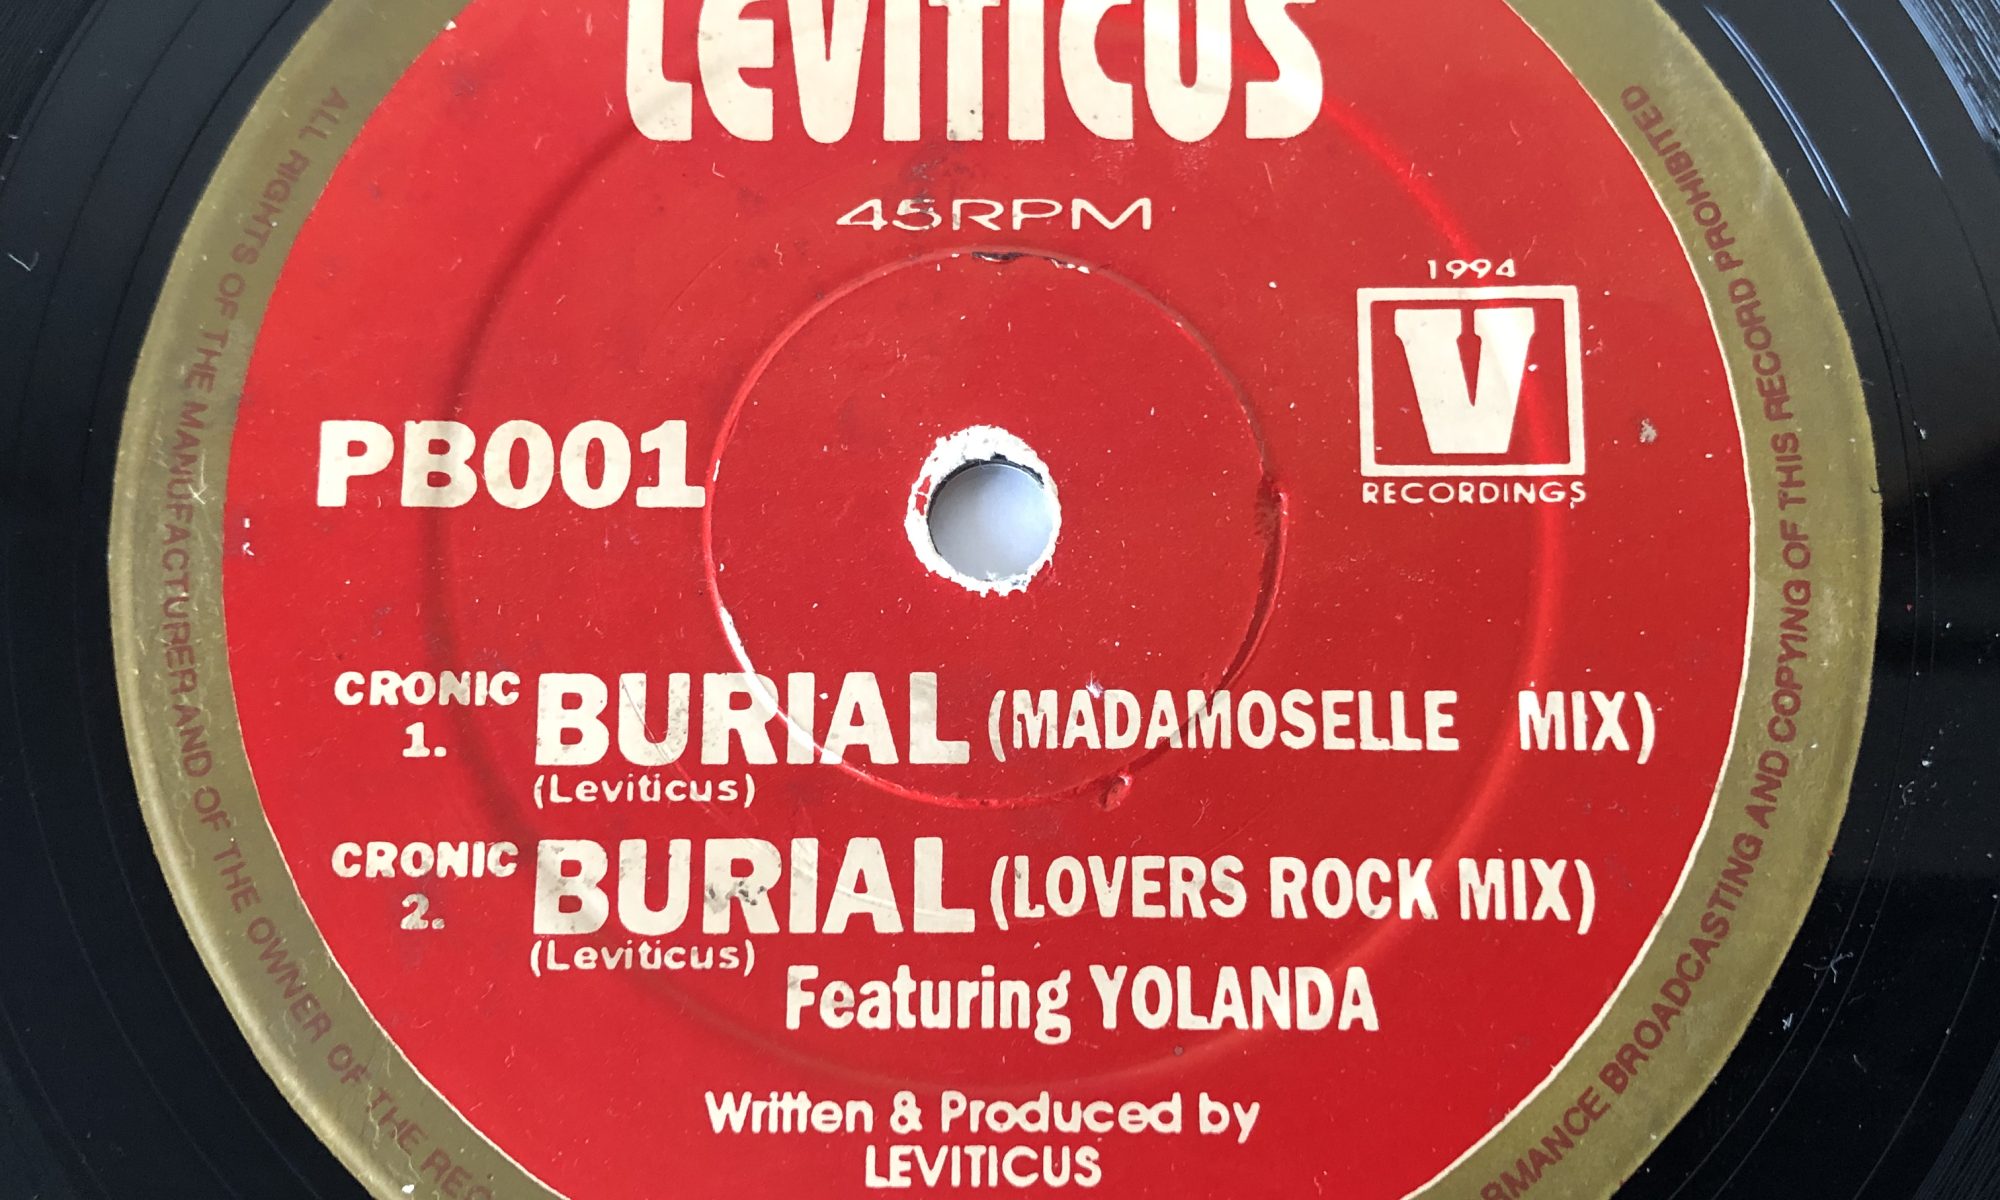 LEVITICUS
45RPM
1994
V
RECORDINGS
PB001
CRONIC
1.
BURIAL (MADAMOSELLE MIX)
(Leviticus)
CRONIC
2.
BURIAL (LOVERS ROCK MIX)
(Leviticus)
Featuring YOLANDA
Written & Produced by
LEVITICUS
ALL RIGHTS OF THE MANUFACTURER AND OF THE OWNER OF THE
BROADCASTING AND COPYING OF THIS RECORD PROHIBITED